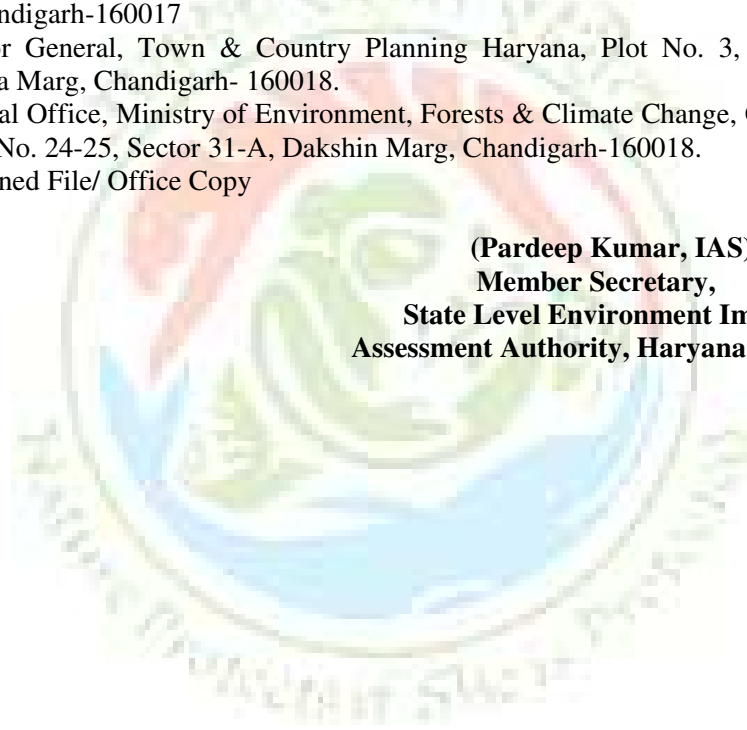 ndigarh-160017
or General, Town & Country Planning Haryana, Plot No. 3,
a Marg, Chandigarh- 160018.
al Office, Ministry of Environment, Forests & Climate Change,
No. 24-25, Sector 31-A, Dakshin Marg, Chandigarh-160018.
ned File/ Office Copy
(Pardeep Kumar, IAS)
Member Secretary,
State Level Environment Im
Assessment Authority, Haryana